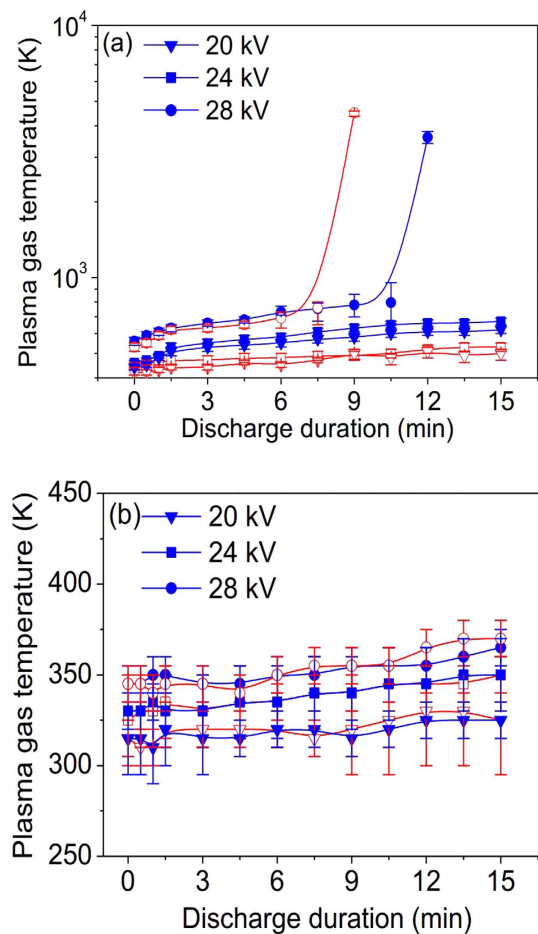 (a)
20 kV
24 kV
28 kV
Plasma gas temperature (K)
10⁴
10³
0 3 6 9 12 15
Discharge duration (min)
(b)
20 kV
24 kV
28 kV
Plasma gas temperature (K)
450
400
350
300
250
0 3 6 9 12 15
Discharge duration (min)